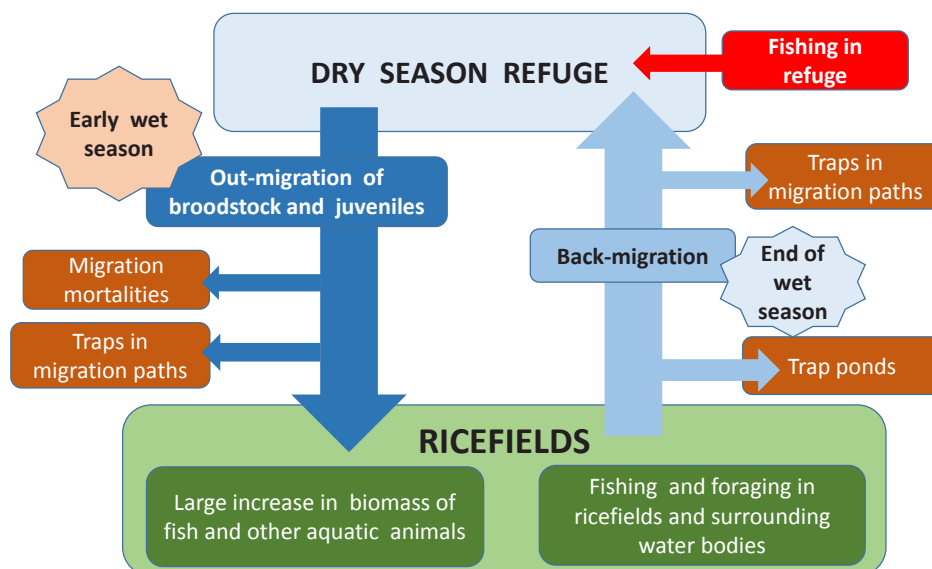 DRY SEASON REFUGE
Fishing in
refuge
Early wet
season
Out-migration of
broodstock and juveniles
Traps in
migration paths
Back-migration
End of
wet
season
Migration
mortalities
Traps in
migration paths
Trap ponds
RICEFIELDS
Large increase in biomass of
fish and other aquatic animals
Fishing and foraging in
ricefields and surrounding
water bodies